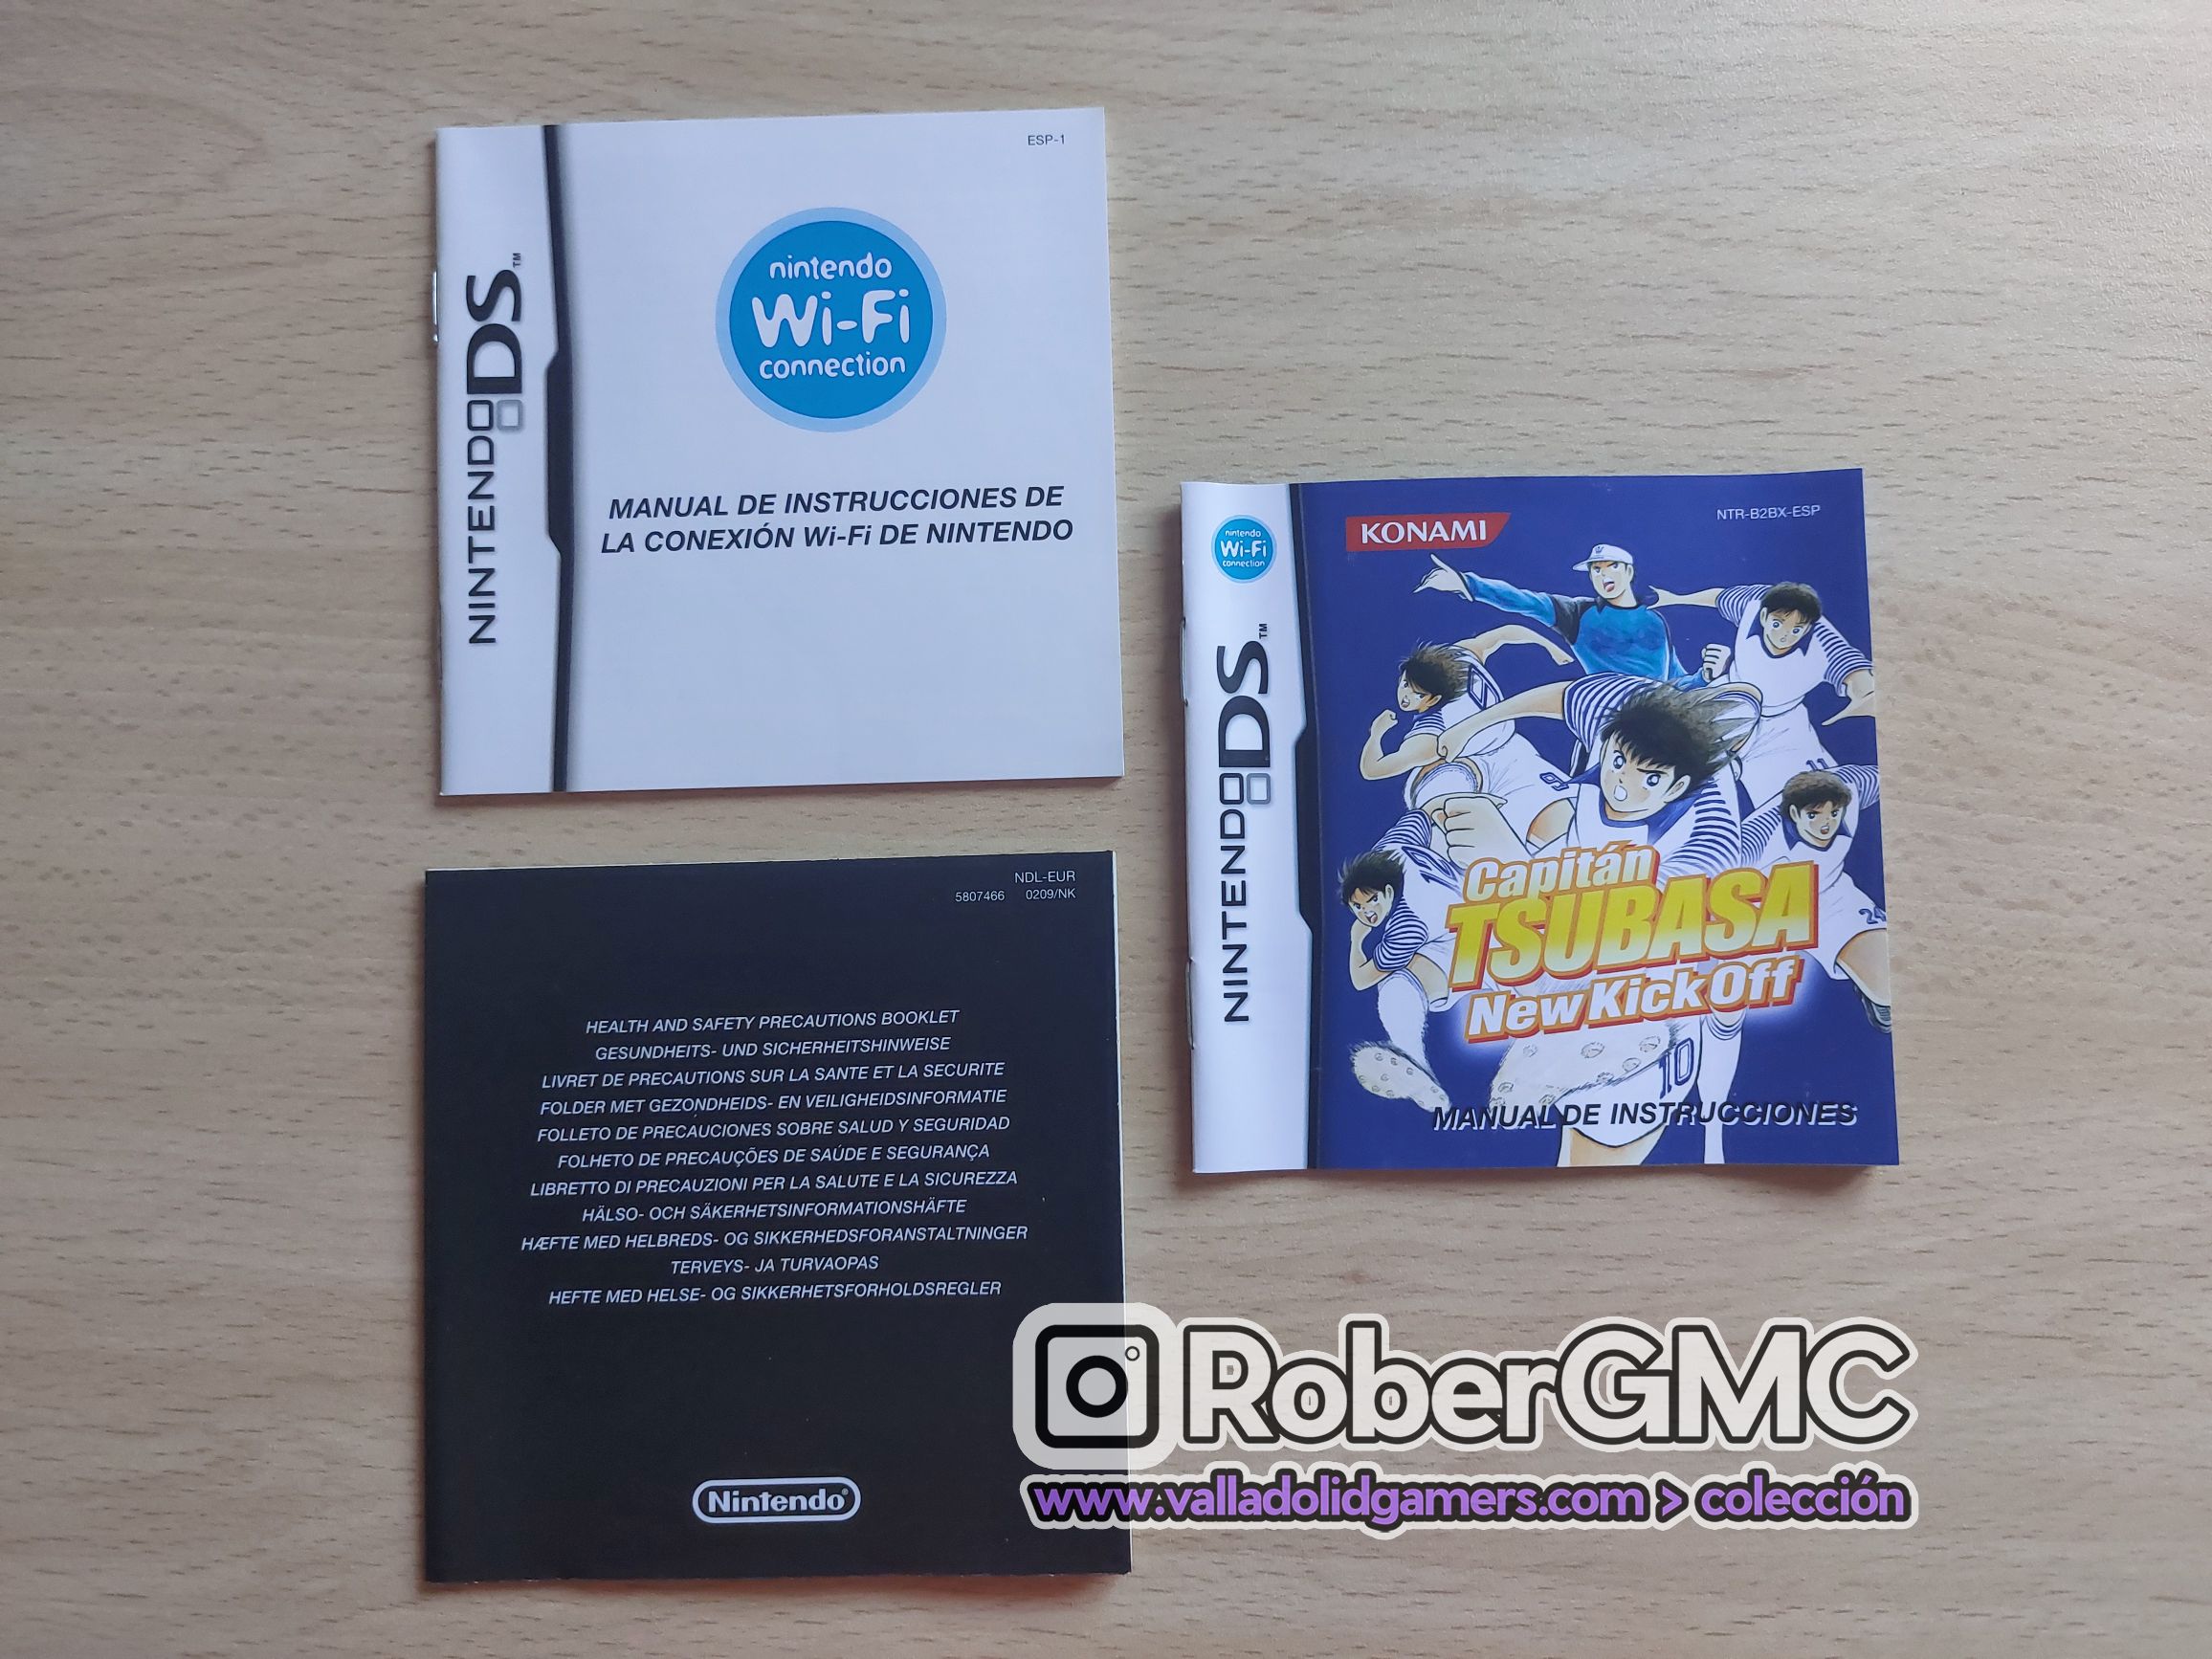 ESP-1
NINTENDO DS™
nintendo
Wi-Fi
connection
MANUAL DE INSTRUCCIONES DE
LA CONEXIÓN Wi-Fi DE NINTENDO
NDL-EUR
5807466 0209/NK
HEALTH AND SAFETY PRECAUTIONS BOOKLET
GESUNDHEITS- UND SICHERHEITSHINWEISE
LIVRET DE PRECAUTIONS SUR LA SANTE ET LA SECURITE
FOLDER MET GEZONDHEIDS- EN VEILIGHEIDSINFORMATIE
FOLLETO DE PRECAUCIONES SOBRE SALUD Y SEGURIDAD
FOLHETO DE PRECAUÇÕES DE SAÚDE E SEGURANÇA
LIBRETTO DI PRECAUZIONI PER LA SALUTE E LA SICUREZZA
HÄLSO- OCH SÄKERHETSINFORMATIONSHÄFTE
HÆFTE MED HELBREDS- OG SIKKERHEDSFORANSTALTNINGER
TERVEYS- JA TURVAOPAS
HEFTE MED HELSE- OG SIKKERHETSFORHOLDSREGLER
Nintendo®
nintendo
Wi-Fi
connection
NINTENDO DS™
KONAMI
NTR-B2BX-ESP
11
10
24
Capitán
TSUBASA
New Kick Off
10
MANUAL DE INSTRUCCIONES
RoberGMC
www.valladolidgamers.com > colección